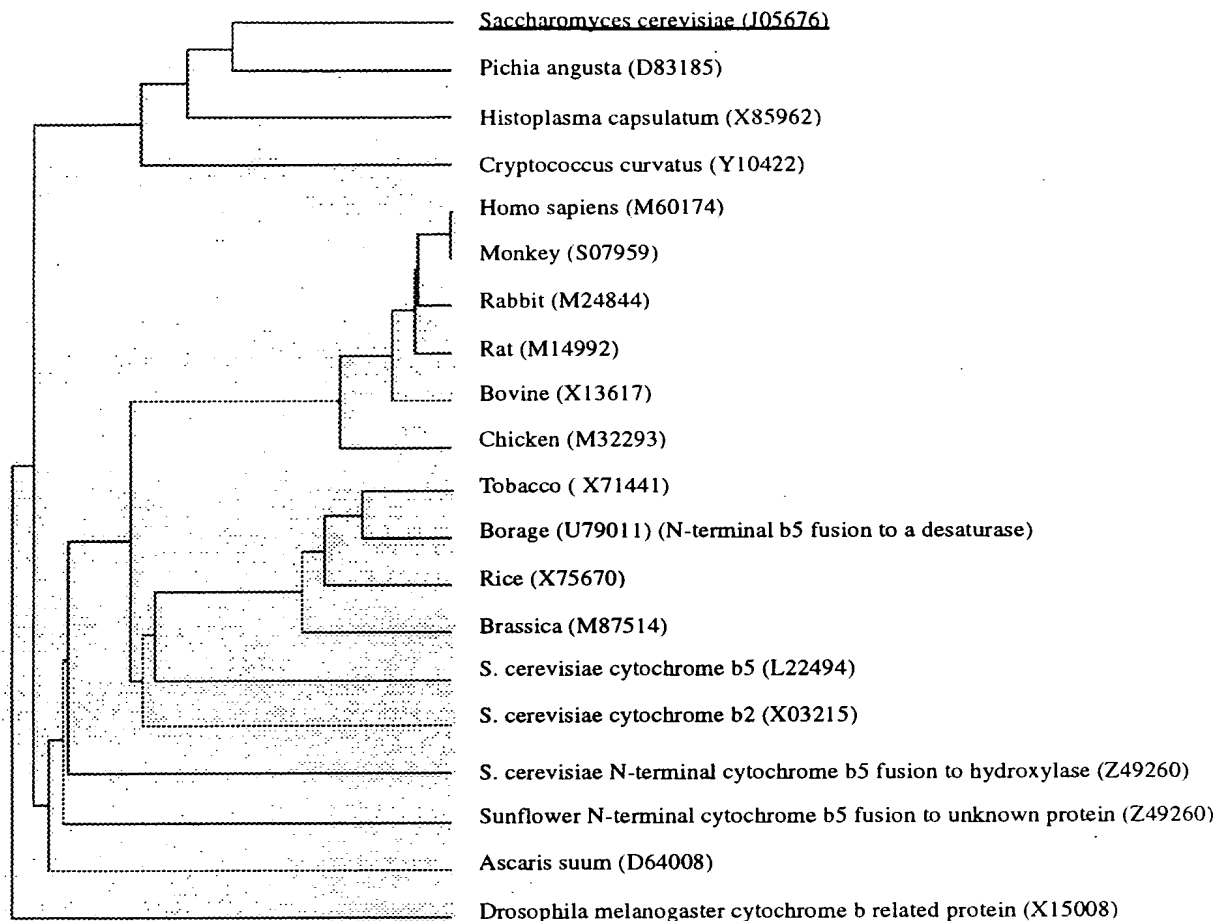 Saccharomyces cerevisiae (J05676)
Pichia angusta (D83185)
Histoplasma capsulatum (X85962)
Cryptococcus curvatus (Y10422)
Homo sapiens (M60174)
Monkey (S07959)
Rabbit (M24844)
Rat (M14992)
Bovine (X13617)
Chicken (M32293)
Tobacco ( X71441)
Borage (U79011) (N-terminal b5 fusion to a desaturase)
Rice (X75670)
Brassica (M87514)
S. cerevisiae cytochrome b5 (L22494)
S. cerevisiae cytochrome b2 (X03215)
S. cerevisiae N-terminal cytochrome b5 fusion to hydroxylase (Z49260)
Sunflower N-terminal cytochrome b5 fusion to unknown protein (Z49260)
Ascaris suum (D64008)
Drosophila melanogaster cytochrome b related protein (X15008)